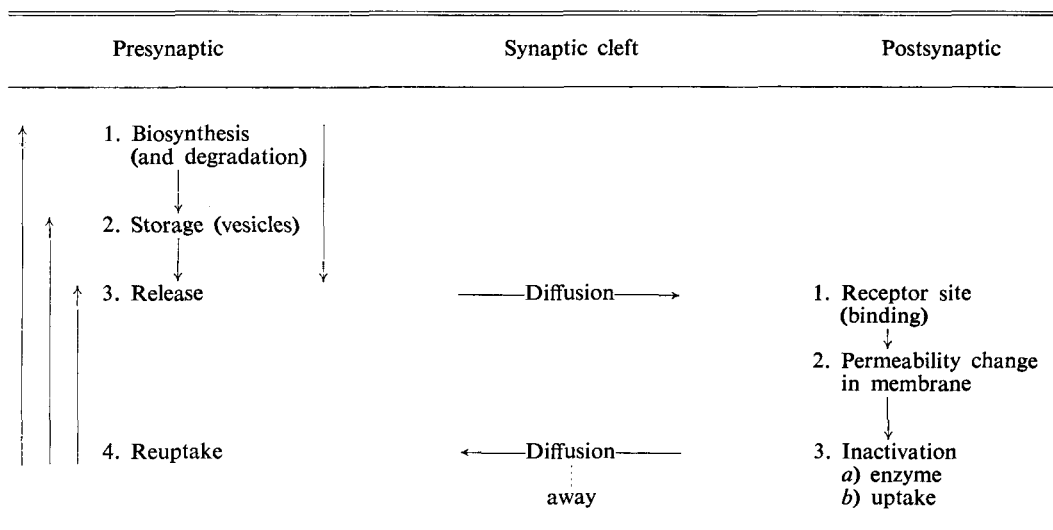 Presynaptic Synaptic cleft Postsynaptic
1. Biosynthesis
(and degradation)
2. Storage (vesicles)
3. Release Diffusion 1. Receptor site
(binding)
2. Permeability change
in membrane
4. Reuptake Diffusion 3. Inactivation
a) enzyme
away b) uptake